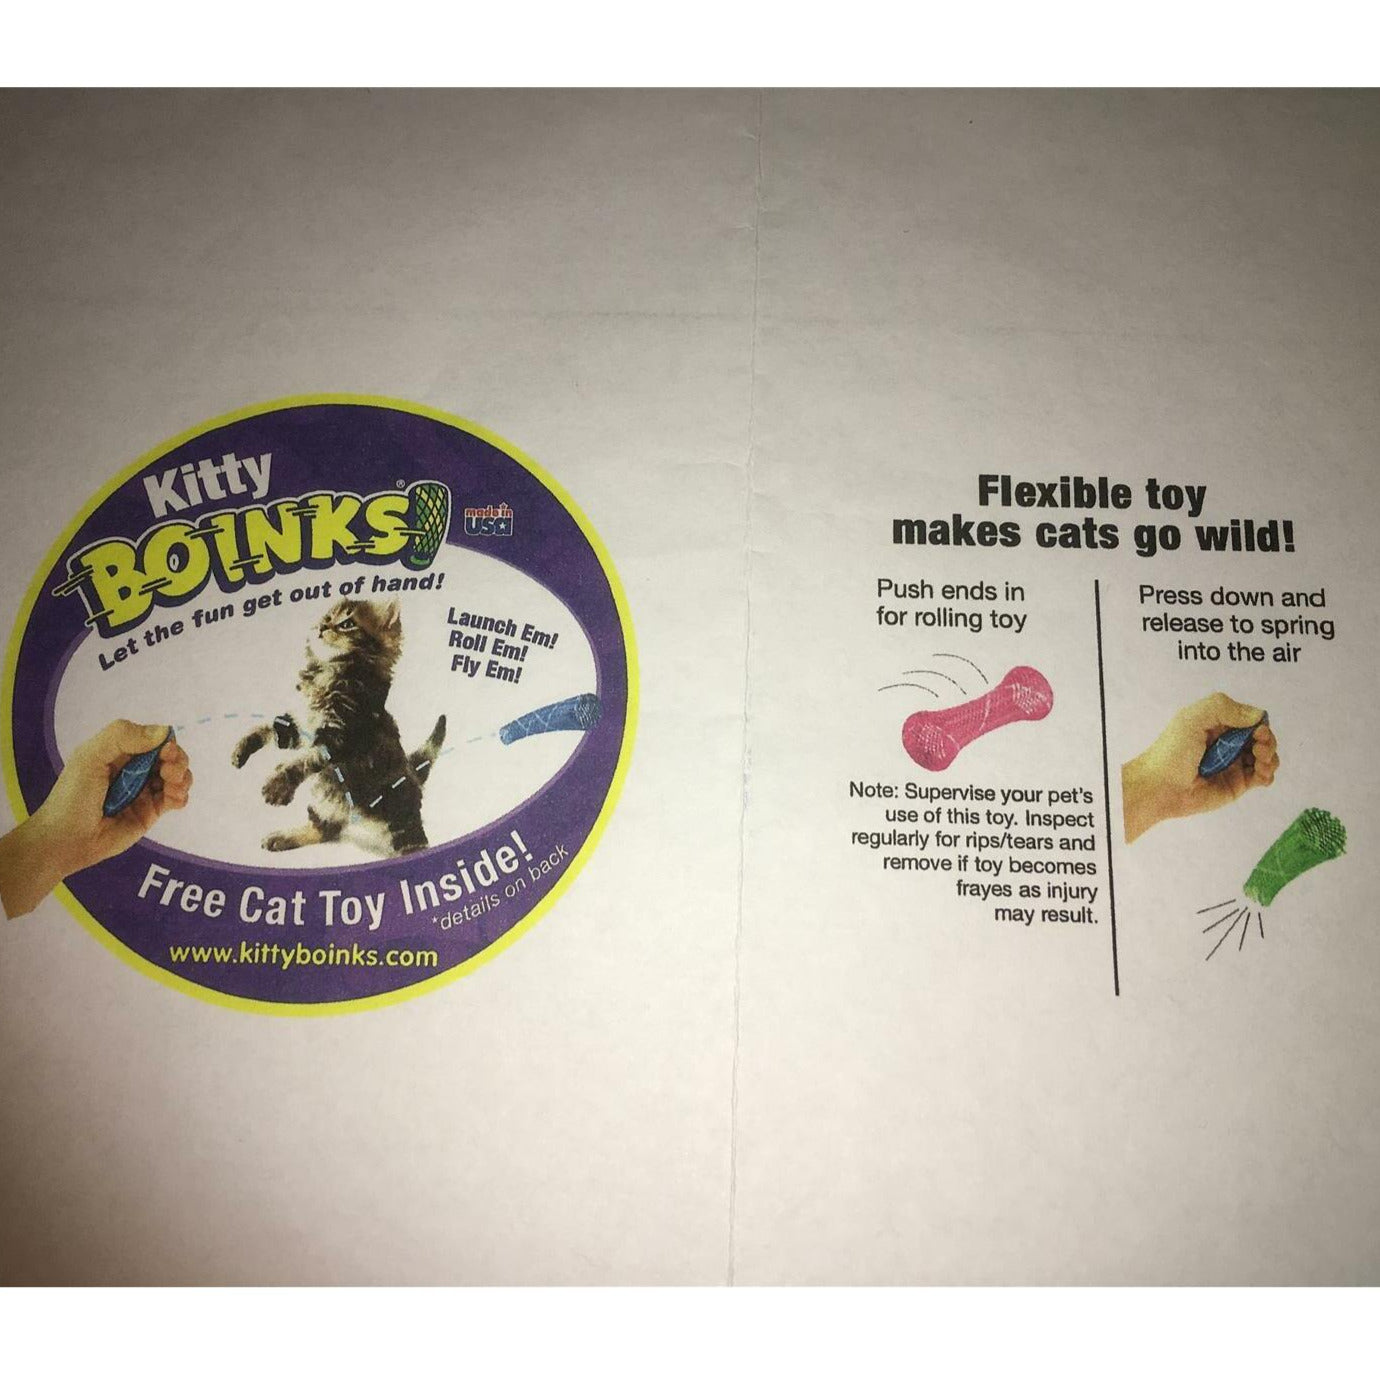 Kitty
BOINKS!®
made in
USA
Let the fun get out of hand!
Launch Em!
Roll Em!
Fly Em!
Free Cat Toy Inside!
*details on back
www.kittyboinks.com
Flexible toy
makes cats go wild!
Push ends in
for rolling toy
Note: Supervise your pet's
use of this toy. Inspect
regularly for rips/tears and
remove if toy becomes
frayes as injury
may result.
Press down and
release to spring
into the air